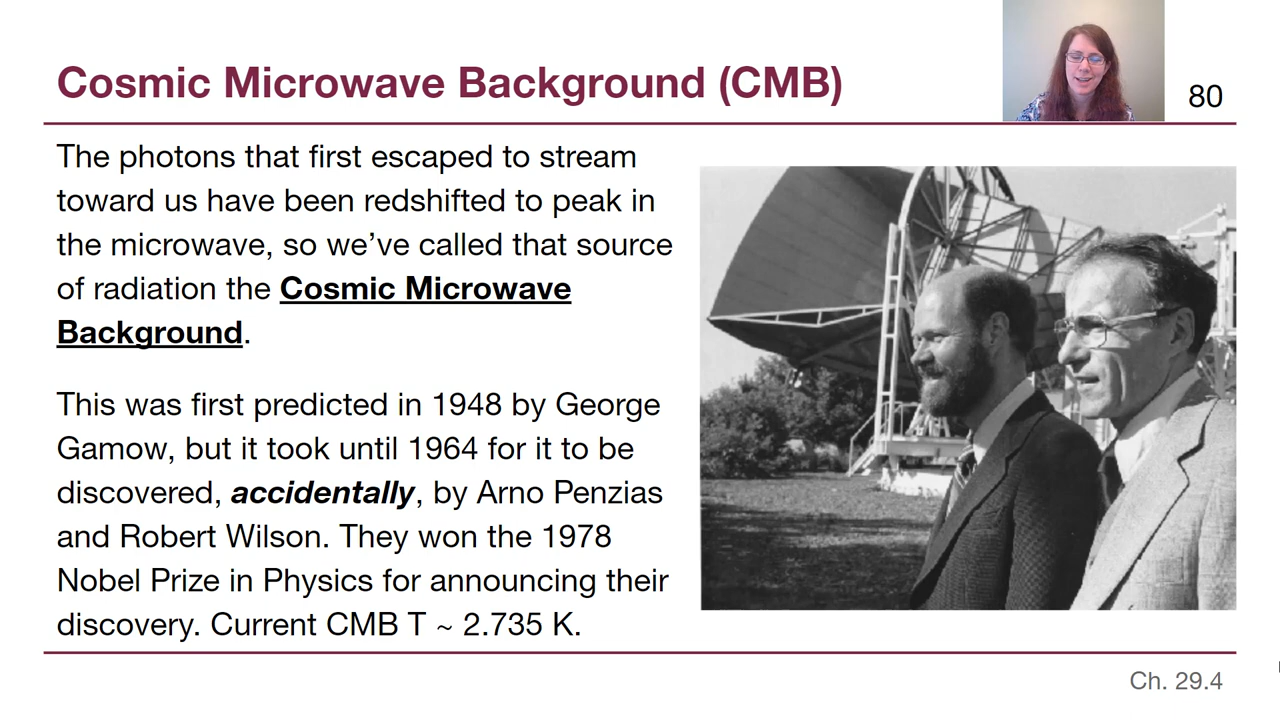 Cosmic Microwave Background (CMB)
80
The photons that first escaped to stream
toward us have been redshifted to peak in
the microwave, so we’ve called that source
of radiation the Cosmic Microwave
Background.
This was first predicted in 1948 by George
Gamow, but it took until 1964 for it to be
discovered, accidentally, by Arno Penzias
and Robert Wilson. They won the 1978
Nobel Prize in Physics for announcing their
discovery. Current CMB T ~ 2.735 K.
Ch. 29.4